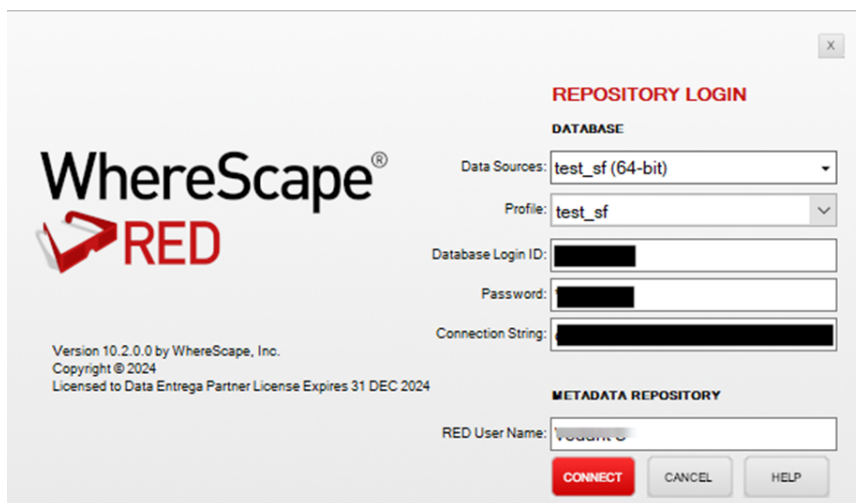 X
REPOSITORY LOGIN
DATABASE
WhereScape®
RED
Data Sources: test_sf (64-bit)
Profile: test_sf
Database Login ID:
Password:
Connection String:
Version 10.2.0.0 by WhereScape, Inc.
Copyright © 2024
Licensed to Data Entrega Partner License Expires 31 DEC 2024
METADATA REPOSITORY
RED User Name:
CONNECT CANCEL HELP